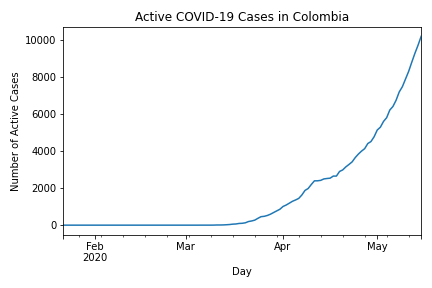 Active COVID-19 Cases in Colombia
10000
8000
6000
4000
2000
0
Number of Active Cases
Feb
2020
Mar
Apr
May
Day